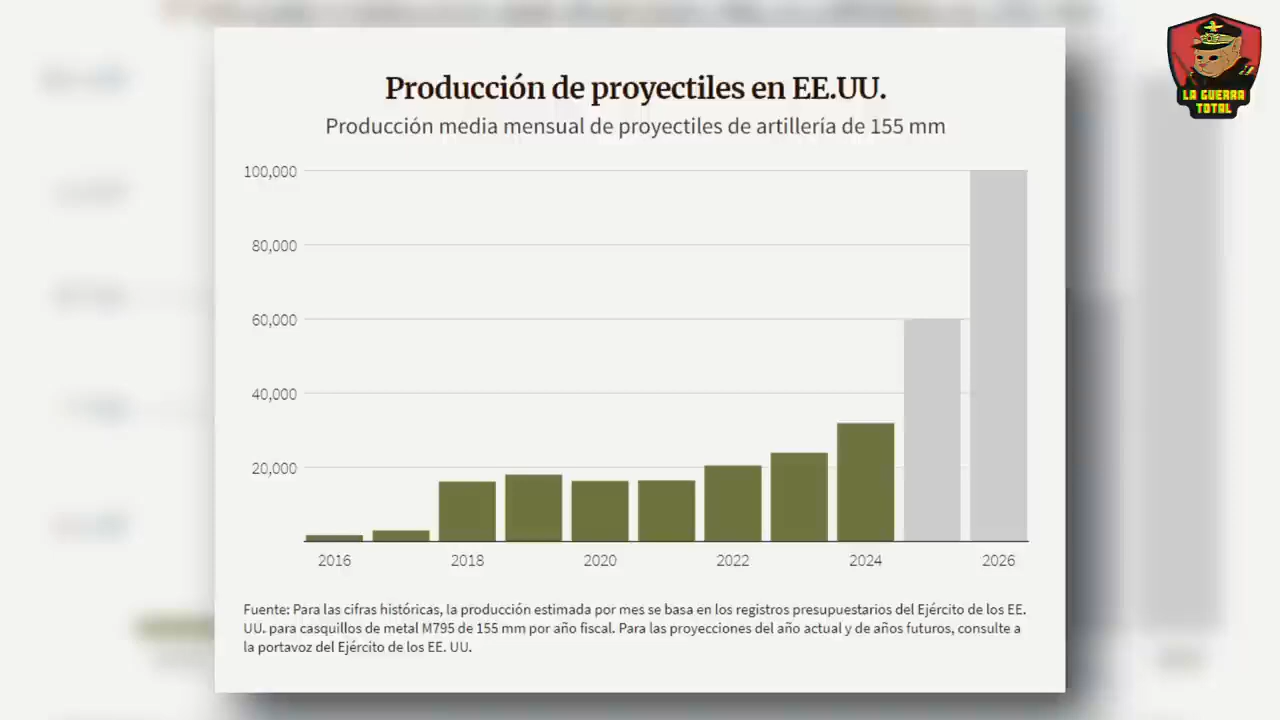 LA GUERRA
TOTAL
Producción de proyectiles en EE.UU.
Producción media mensual de proyectiles de artillería de 155 mm
100,000
80,000
60,000
40,000
20,000
2016 2018 2020 2022 2024 2026
Fuente: Para las cifras históricas, la producción estimada por mes se basa en los registros presupuestarios del Ejército de los EE.
UU. para casquillos de metal M795 de 155 mm por año fiscal. Para las proyecciones del año actual y de años futuros, consulte a
la portavoz del Ejército de los EE. UU.